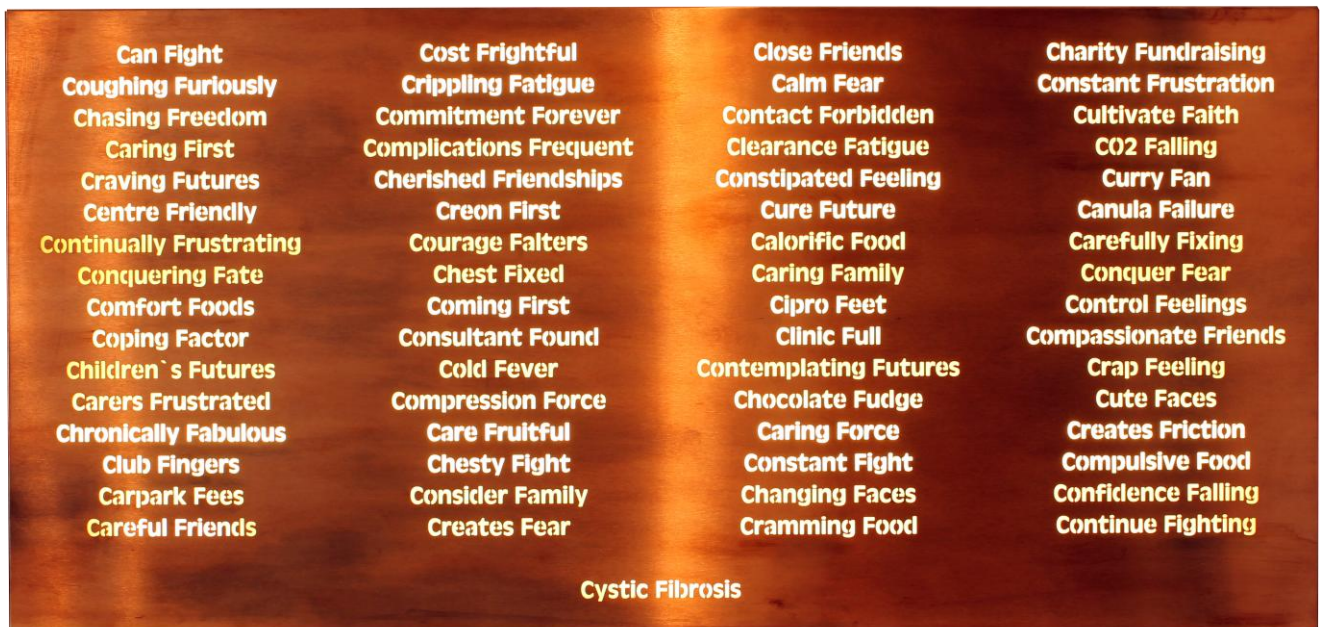 Can Fight
Coughing Furiously
Chasing Freedom
Caring First
Craving Futures
Centre Friendly
Continually Frustrating
Conquering Fate
Comfort Foods
Coping Factor
Children`s Futures
Carers Frustrated
Chronically Fabulous
Club Fingers
Carpark Fees
Careful Friends
Cost Frightful
Crippling Fatigue
Commitment Forever
Complications Frequent
Cherished Friendships
Creon First
Courage Falters
Chest Fixed
Coming First
Consultant Found
Cold Fever
Compression Force
Care Fruitful
Chesty Fight
Consider Family
Creates Fear
Close Friends
Calm Fear
Contact Forbidden
Clearance Fatigue
Constipated Feeling
Cure Future
Calorific Food
Caring Family
Cipro Feet
Clinic Full
Contemplating Futures
Chocolate Fudge
Caring Force
Constant Fight
Changing Faces
Cramming Food
Charity Fundraising
Constant Frustration
Cultivate Faith
CO2 Falling
Curry Fan
Canula Failure
Carefully Fixing
Conquer Fear
Control Feelings
Compassionate Friends
Crap Feeling
Cute Faces
Creates Friction
Compulsive Food
Confidence Falling
Continue Fighting
Cystic Fibrosis